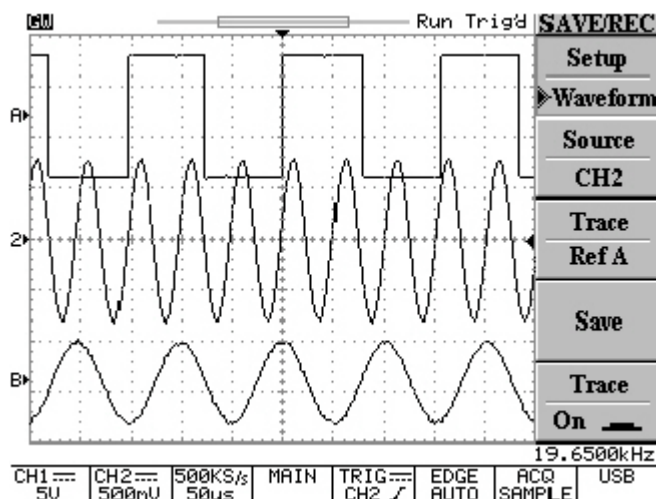 GW Run Trig'd SAVE/REC
Setup
Waveform
A
Source
CH2
2
Trace
Ref A
Save
B
Trace
On
19.6500kHz
CH1 CH2 500KS/s MAIN TRIG EDGE ACQ USB
5V 500mV 50us CH2 AUTO SAMPLE